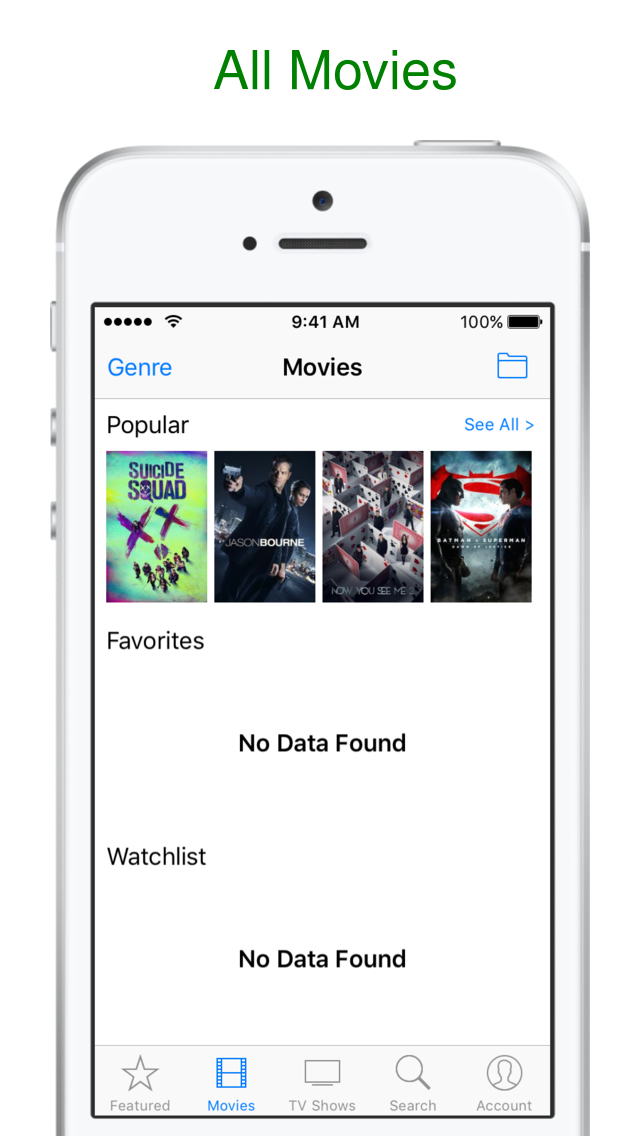 All Movies
9:41 AM
100%
Genre
Movies
Popular
See All >
SUICIDE
SQUAD
JASON BOURNE
NOW YOU SEE ME 2
BATMAN v SUPERMAN
DAWN OF JUSTICE
Favorites
No Data Found
Watchlist
No Data Found
Featured
Movies
TV Shows
Search
Account